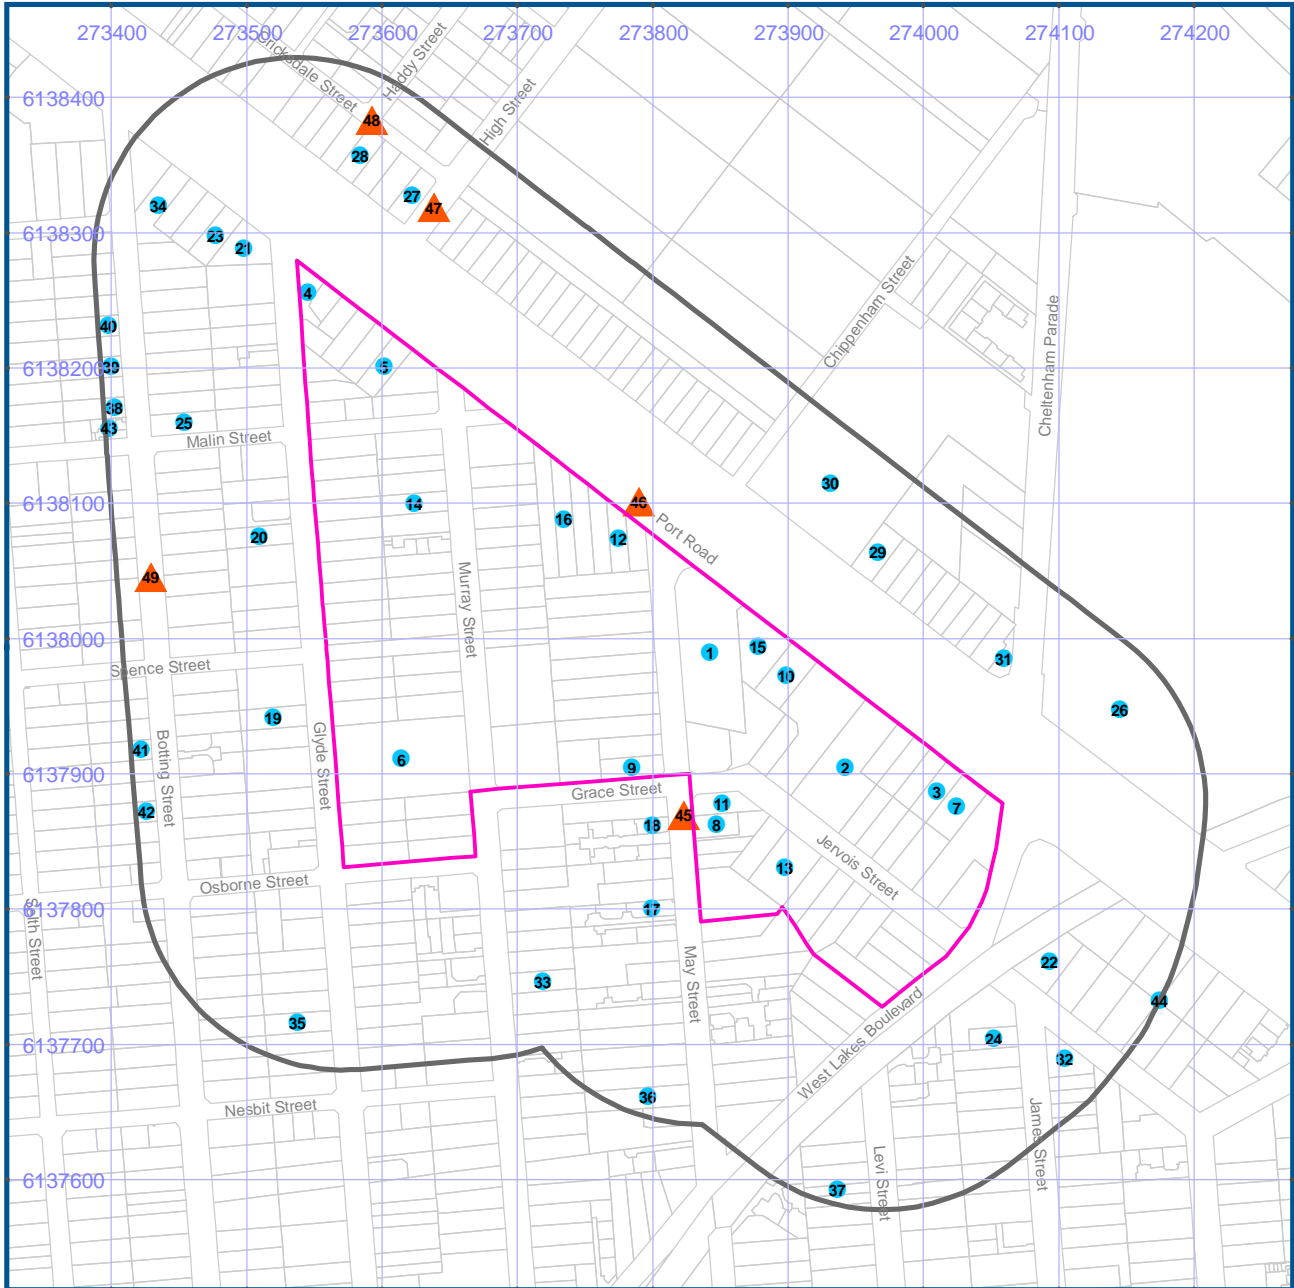 273400 273500 273600 273700 273800 273900 274000 274100 274200
Haddy Street
Dricksdale Street
6138400
48
High Street
28
27
47
34
6138300
23
21
Chippenham Street
4
40
Cheltenham Parade
39
6138200
5
38
25
43
Malin Street
30
6138100
14
46
16
Port Road
12
20
29
49
Murray Street
6138000
1
15
31
Spence Street
10
26
19
Glyde Street
41
Botting Street
6
9
2
6137900
Grace Street
3
11
7
42
45
18
8
Jervois Street
13
Osborne Street
6137800
17
May Street
22
33
44
35
West Lakes Boulevard
24
6137700
32
36
Nesbit Street
James Street
Levi Street
6137600
37